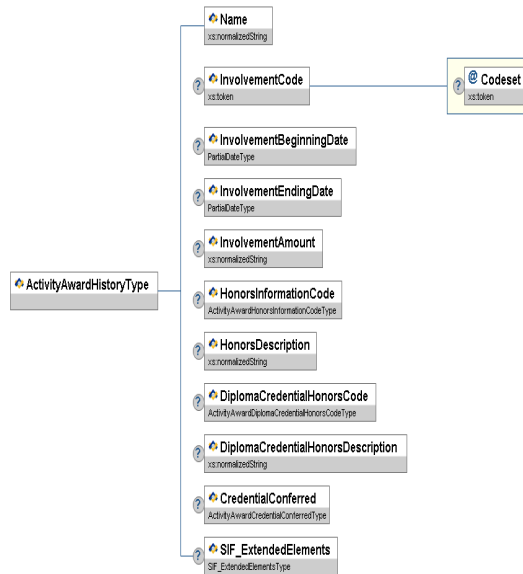 Name
xs:normalizedString
? InvolvementCode
xs:token
? @ Codeset
xs:token
? InvolvementBeginningDate
PartialDateType
? InvolvementEndingDate
PartialDateType
? InvolvementAmount
xs:normalizedString
ActivityAwardHistoryType
? HonorsInformationCode
ActivityAwardHonorsInformationCodeType
? HonorsDescription
xs:normalizedString
? DiplomaCredentialHonorsCode
ActivityAwardDiplomaCredentialHonorsCodeType
? DiplomaCredentialHonorsDescription
xs:normalizedString
? CredentialConferred
ActivityAwardCredentialConferredType
? SIF_ExtendedElements
SIF_ExtendedElementsType